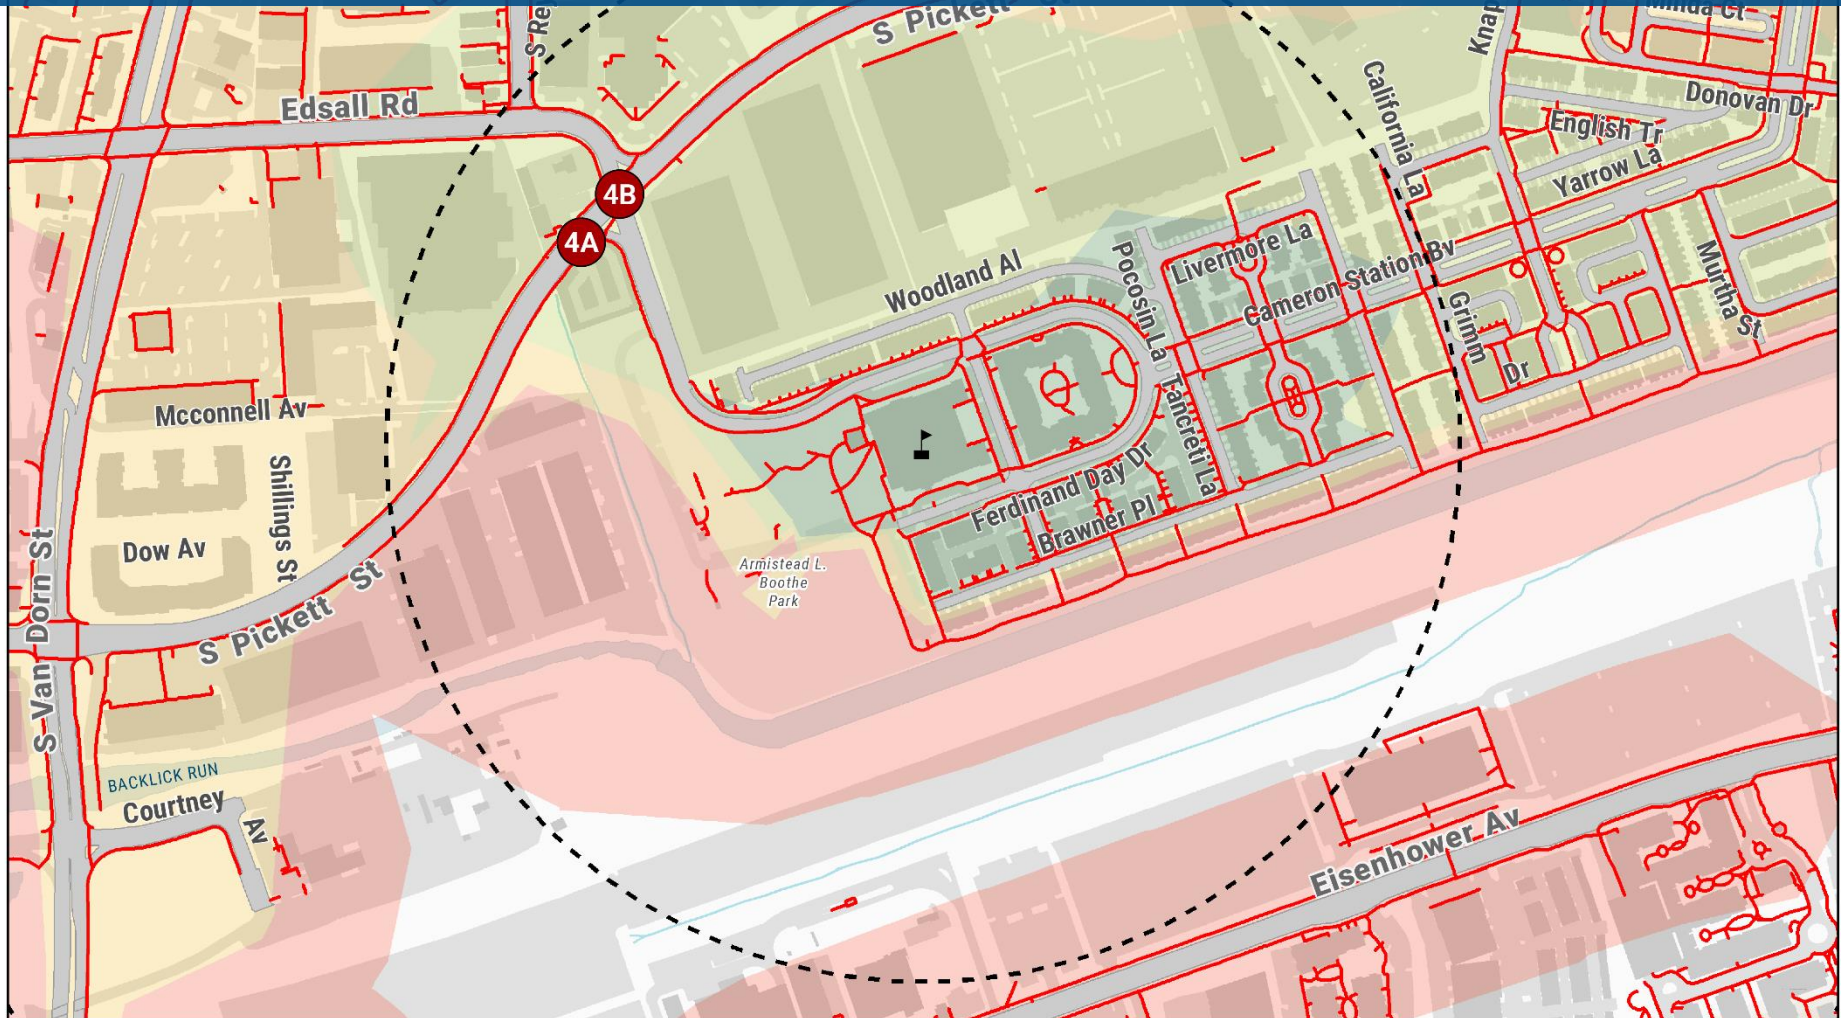 S Pickett
Minda Ct
Edsall Rd
Donovan Dr
California La
English Tr
Yarrow La
4B
4A
Livermore La
Woodland Al
Pocosin La
Cameron Station Bv
Murtha St
Grimm
Dr
Mcconnell Av
Tancreti La
Shillings St
Ferdinand Day Dr
Brawner Pl
Dow Av
Armistead L.
Boothe
Park
S Pickett St
S Van Dorn St
BACKLICK RUN
Courtney
Av
Eisenhower Av